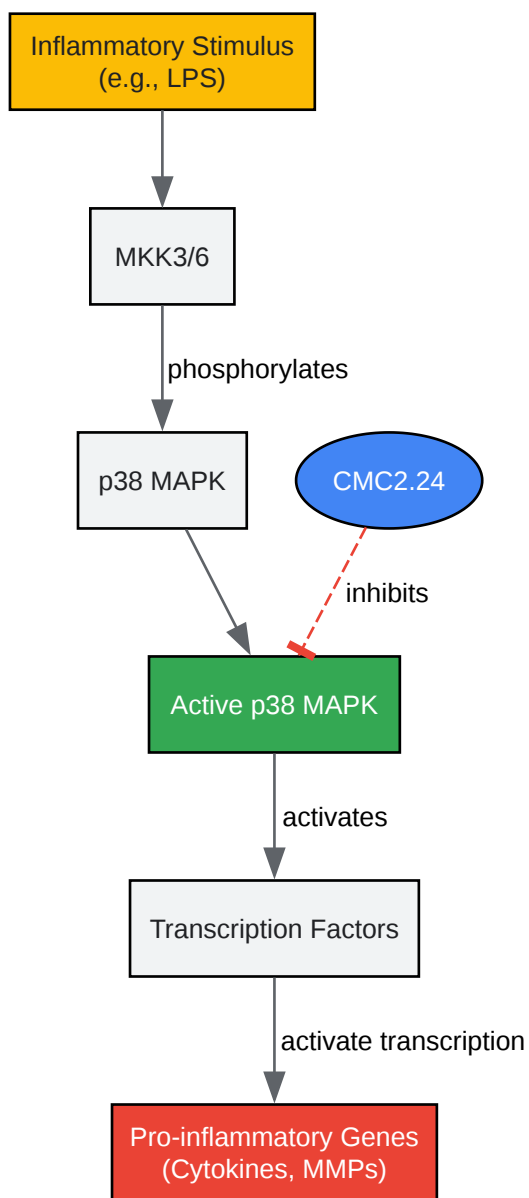 Inflammatory Stimulus
(e.g., LPS)
MKK3/6
phosphorylates
p38 MAPK
CMC2.24
inhibits
Active p38 MAPK
activates
Transcription Factors
activate transcription
Pro-inflammatory Genes
(Cytokines, MMPs)